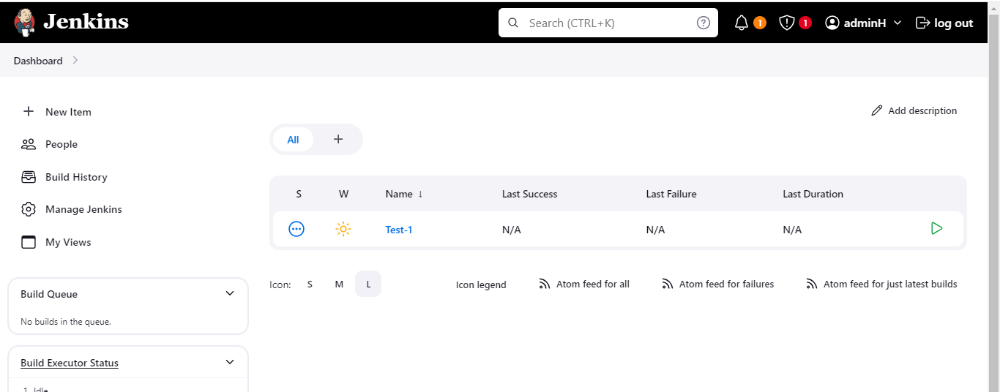 Jenkins
Search (CTRL+K)
?
1
1
adminH
log out
Dashboard
New Item
People
Build History
Manage Jenkins
My Views
Build Queue
No builds in the queue.
Build Executor Status
1 Idle
Add description
All
+
S W Name ↓ Last Success Last Failure Last Duration
Test-1 N/A N/A N/A
Icon: S M L
Icon legend
Atom feed for all
Atom feed for failures
Atom feed for just latest builds